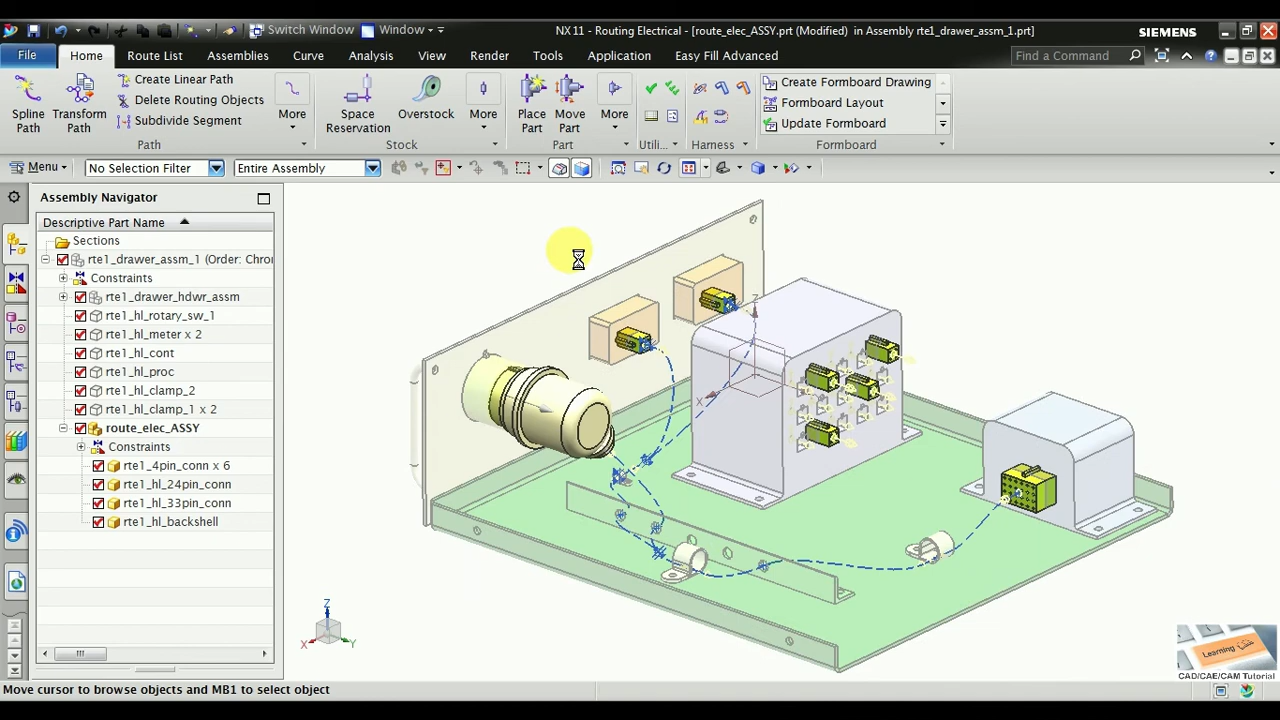 Switch Window Window
NX 11 - Routing Electrical - [route_elec_ASSY.prt (Modified) in Assembly rte1_drawer_assm_1.prt]
SIEMENS
File Home Route List Assemblies Curve Analysis View Render Tools Application Easy Fill Advanced Find a Command
Spline Path
Transform Path
Create Linear Path
Delete Routing Objects
Subdivide Segment
More
Space Reservation
Overstock
More
Place Part
Move Part
More
Create Formboard Drawing
Formboard Layout
Update Formboard
Path Stock Part Utili... Harness Formboard
Menu No Selection Filter Entire Assembly
Assembly Navigator
Descriptive Part Name
Sections
rte1_drawer_assm_1 (Order: Chro
Constraints
rte1_drawer_hdwr_assm
rte1_hl_rotary_sw_1
rte1_hl_meter x 2
rte1_hl_cont
rte1_hl_proc
rte1_hl_clamp_2
rte1_hl_clamp_1 x 2
route_elec_ASSY
Constraints
rte1_4pin_conn x 6
rte1_hl_24pin_conn
rte1_hl_33pin_conn
rte1_hl_backshell
Z
X
Z
X
Y
Learning
CAD/CAE/CAM Tutorial
Move cursor to browse objects and MB1 to select object